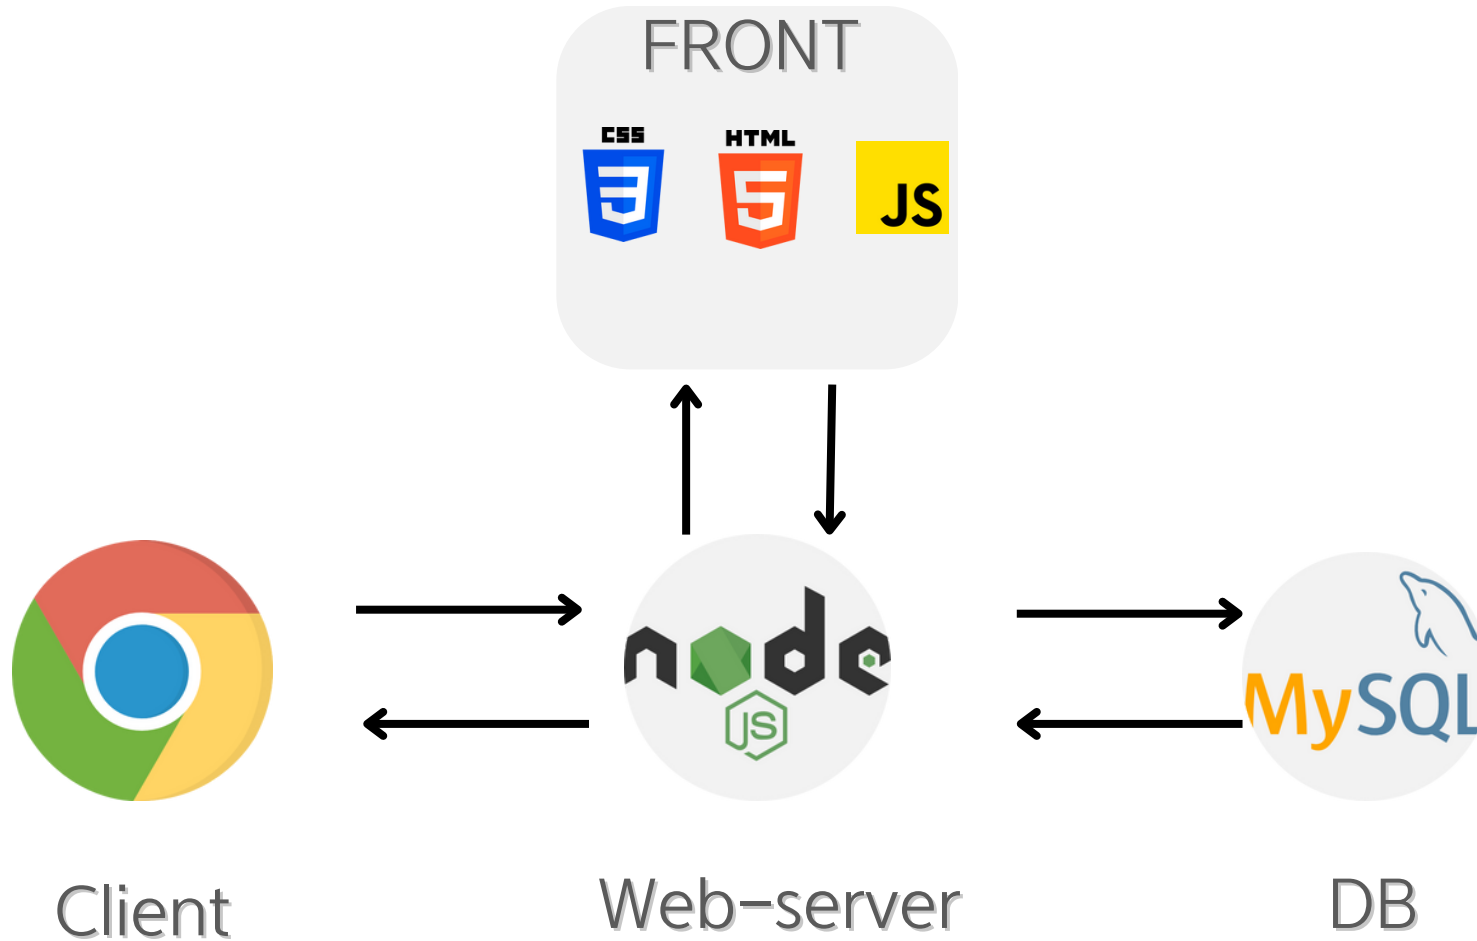 FRONT
CSS
HTML
JS
node
JS
MySQL
Client
Web-server
DB